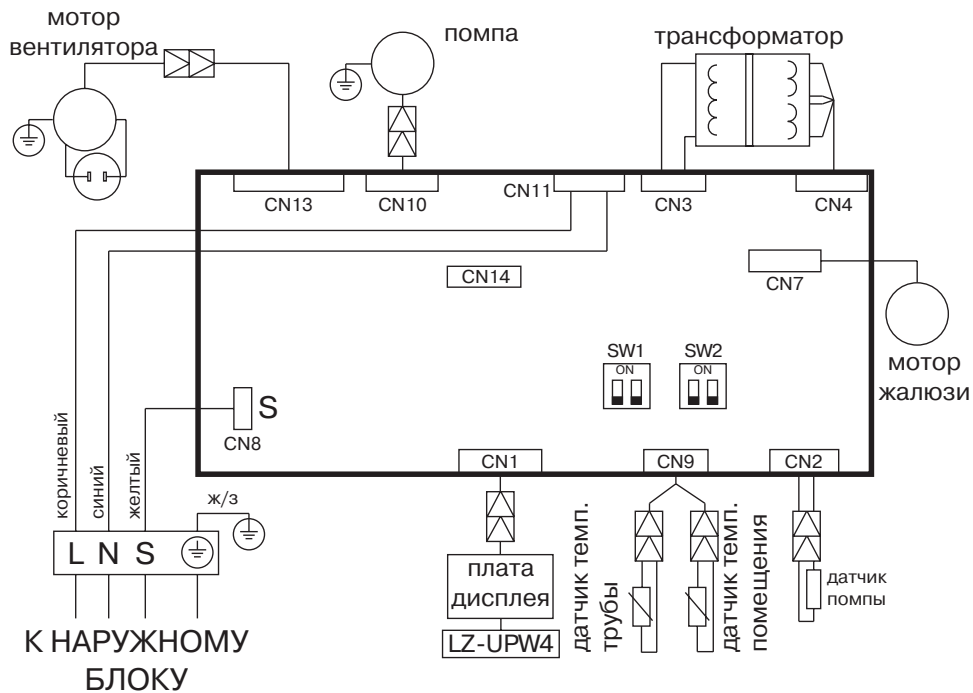 мотор
вентилятора
помпа
трансформатор
CN13
CN10
CN11
CN3
CN4
CN14
CN7
мотор
жалюзи
SW1
SW2
ON
ON
S
CN8
коричневый
синий
желтый
ж/з
L N S
К НАРУЖНОМУ
БЛОКУ
CN1
CN9
CN2
плата
дисплея
LZ-UPW4
датчик темп.
трубы
датчик темп.
помещения
датчик
помпы